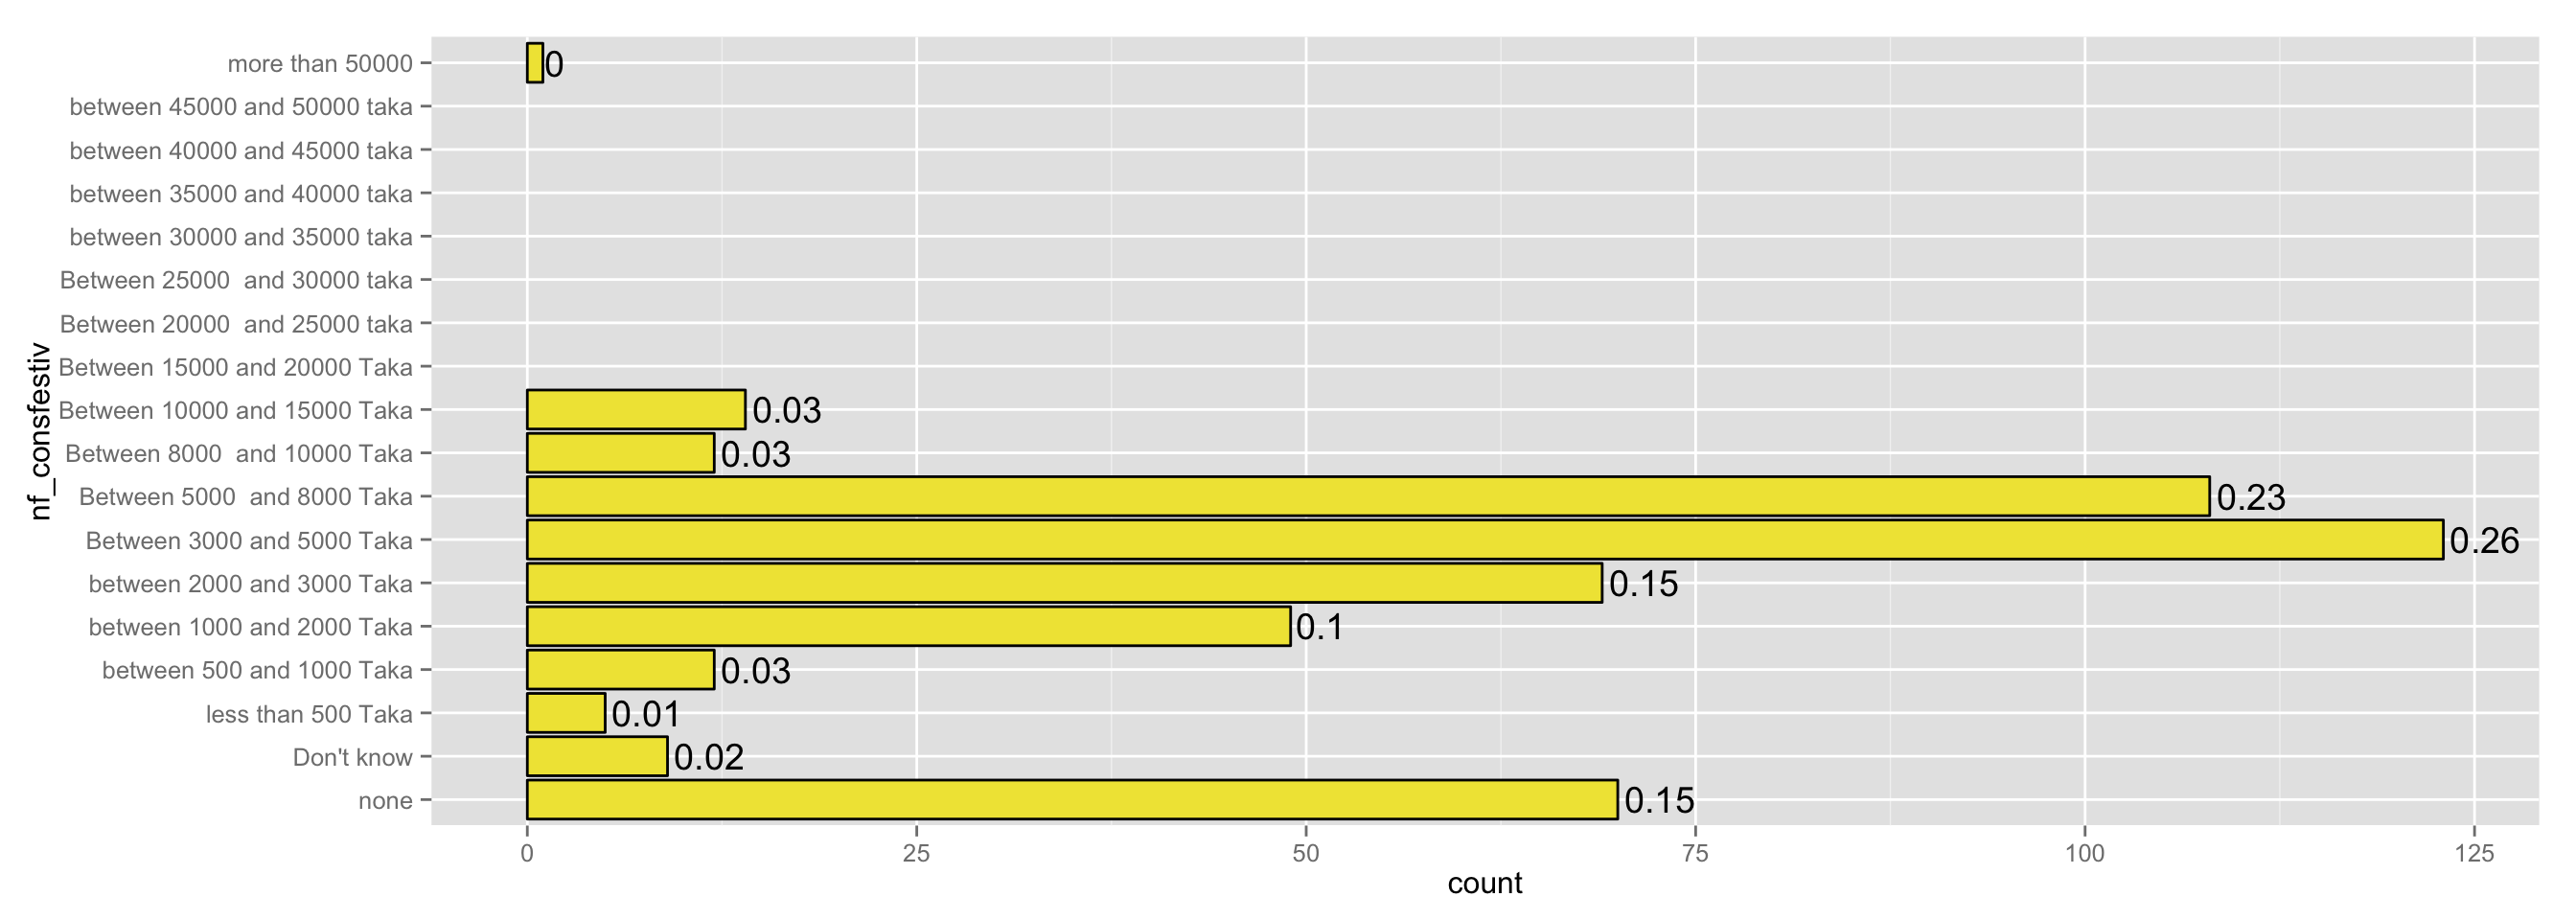 more than 50000
0
between 45000 and 50000 taka
between 40000 and 45000 taka
between 35000 and 40000 taka
between 30000 and 35000 taka
Between 25000  and 30000 taka
Between 20000  and 25000 taka
Between 15000 and 20000 Taka
Between 10000 and 15000 Taka
0.03
Between 8000  and 10000 Taka
0.03
Between 5000  and 8000 Taka
0.23
Between 3000 and 5000 Taka
0.26
between 2000 and 3000 Taka
0.15
between 1000 and 2000 Taka
0.1
between 500 and 1000 Taka
0.03
less than 500 Taka
0.01
Don't know
0.02
none
0.15
nf_consfestiv
0 25 50 75 100 125
count